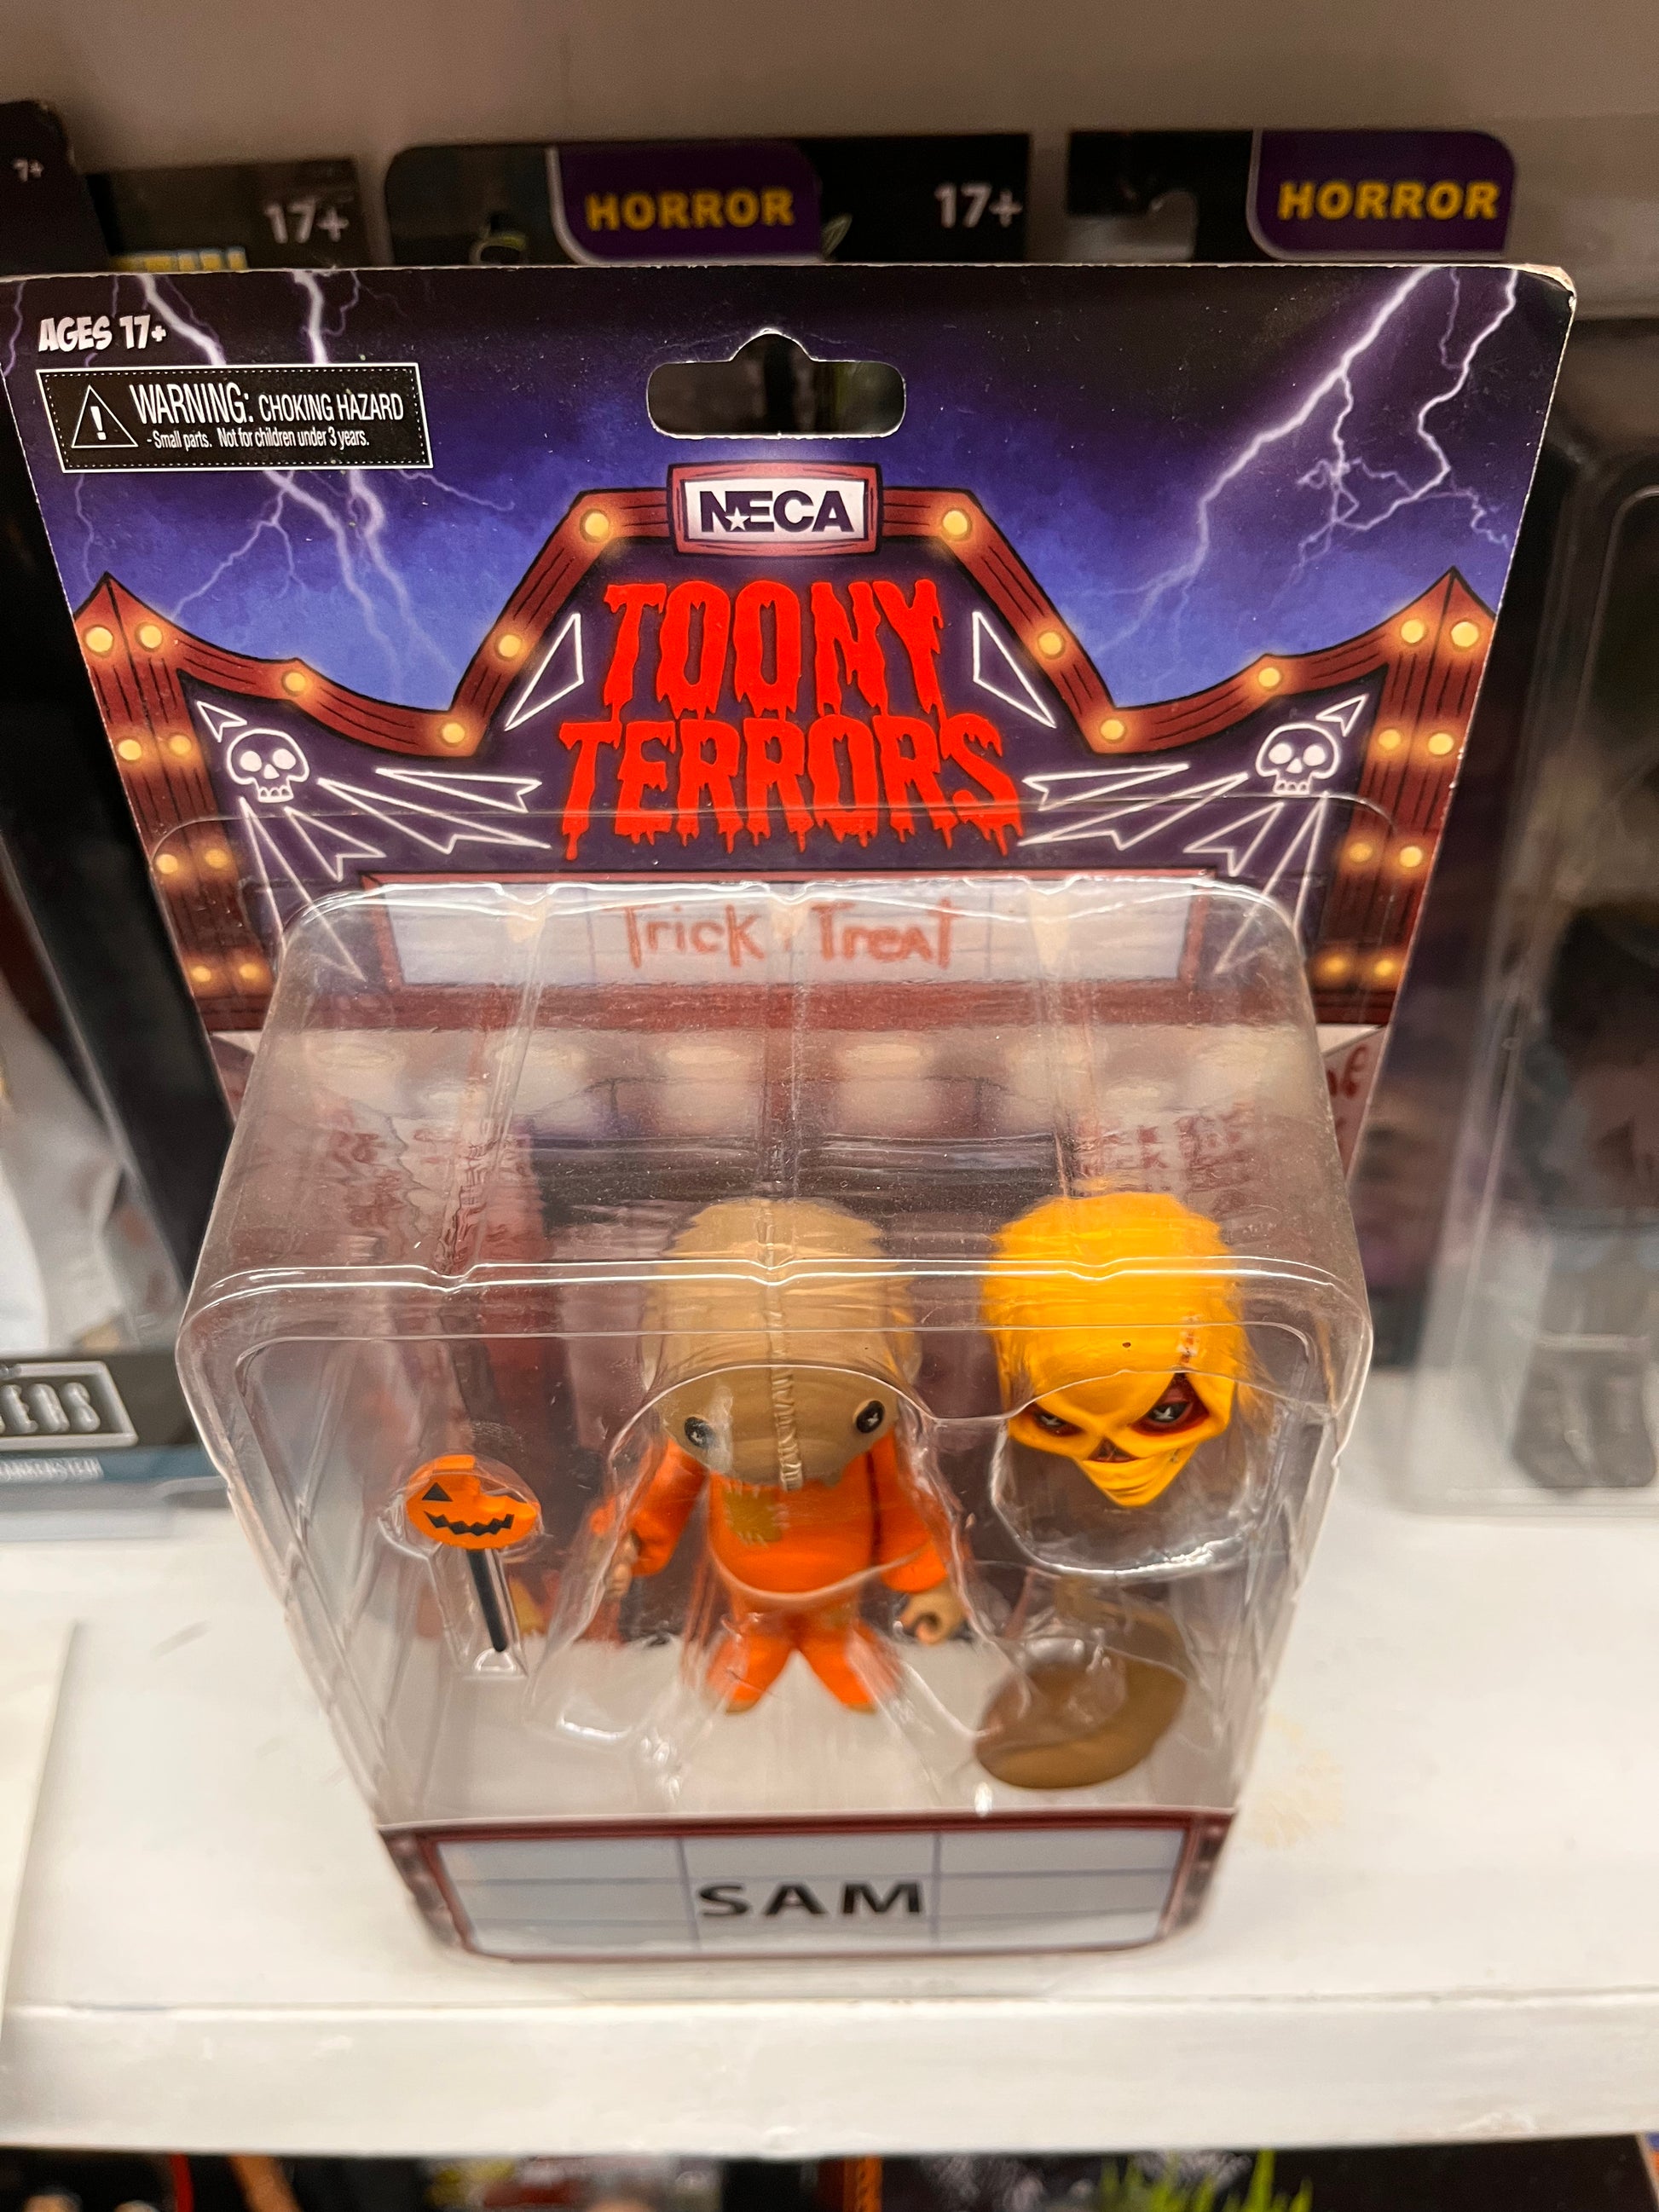 7+
17+
HORROR
17+
HORROR
AGES 17+
WARNING: CHOKING HAZARD
- Small parts. Not for children under 3 years.
NECA
TOONY
TERRORS
Trick r Treat
SAM